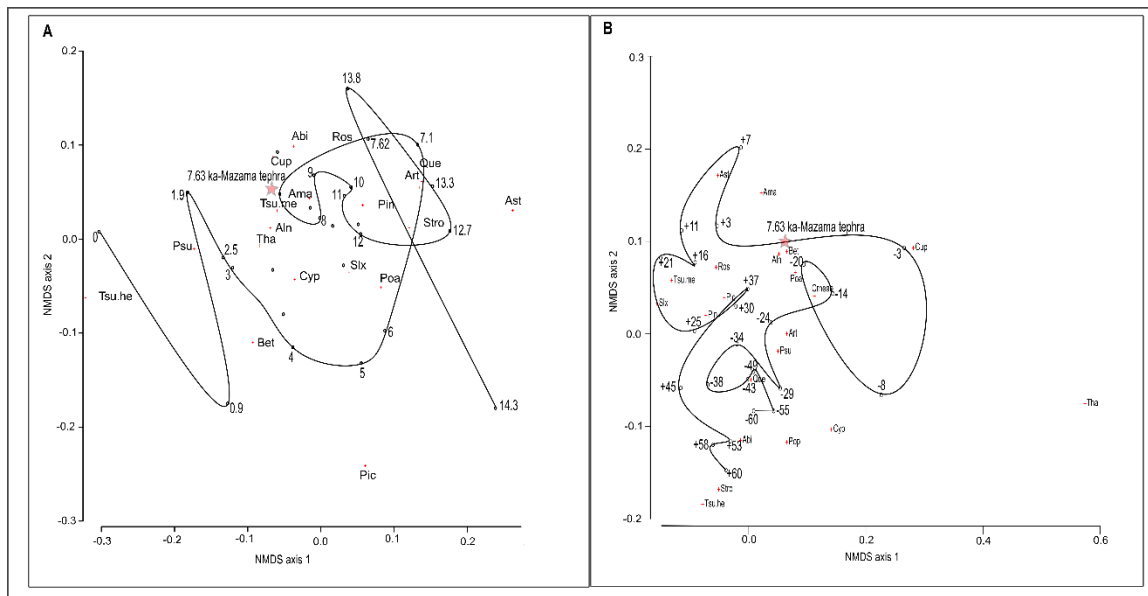 A
0.2
0.1
0.0
-0.1
-0.2
-0.3
NMDS axis 2
-0.3
-0.2
-0.1
0.0
0.1
0.2
NMDS axis 1
13.8
Abi
Ros
7.62
7.1
Cup
Que
7.63 ka-Mazama tephra
9
10
Art
13.3
1.9
Ama
11
Pin
Ast
Tsu.me
8
Stro
0
Aln
12
12.7
Psu
Tha
2.5
3
Cyp
Slx
Poa
Tsu.he
Bet
6
4
5
0.9
14.3
Pic
B
0.3
0.2
0.1
0.0
-0.1
-0.2
NMDS axis 2
0.0
0.2
0.4
0.6
NMDS axis 1
+7
Ast
Ama
+11
+3
7.63 ka-Mazama tephra
-3
Cup
+16
Aln
Bet
+21
Ros
-20
Poa
Tsu.me
+37
Slx
-14
+30
+25
-24
Art
-34
Psu
-49
Que
-38
-43
-29
-8
+45
-60
-55
Tha
Cyp
+58
+53
Abi
Pop
+60
Stro
Tsu.he